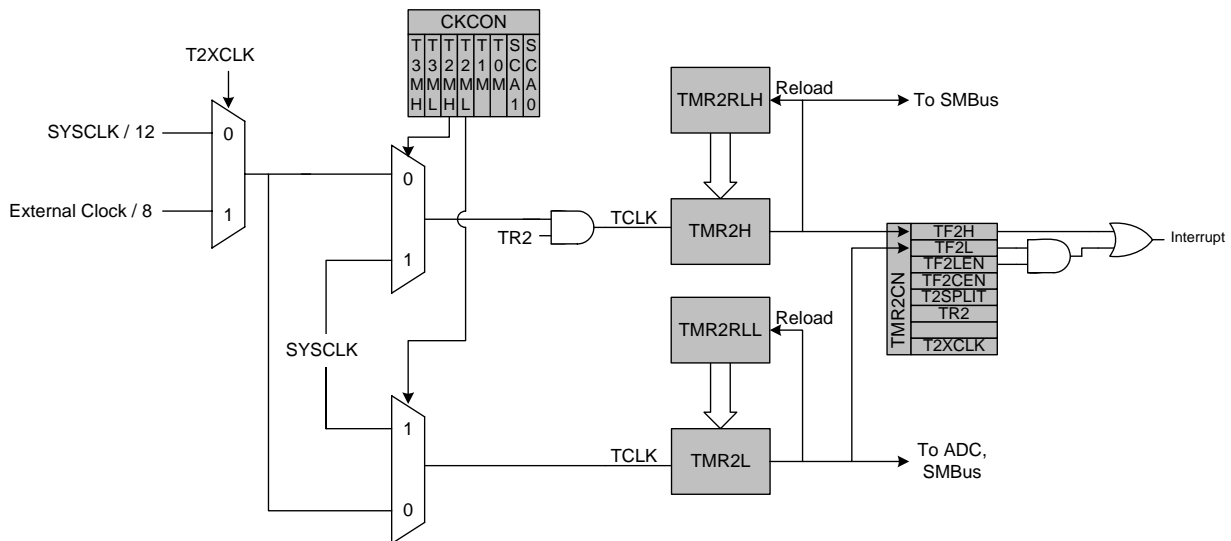 CKCON
T3MH
T3ML
T2MH
T2ML
T1M
T0M
SCA1
SCA0
T2XCLK
SYSCLK / 12
0
External Clock / 8
1
0
1
TR2
TCLK
SYSCLK
1
0
TCLK
TMR2RLH
Reload
To SMBus
TMR2H
TMR2RLL
Reload
TMR2L
To ADC,
SMBus
TMR2CN
TF2H
TF2L
TF2LEN
TF2CEN
T2SPLIT
TR2
T2XCLK
Interrupt